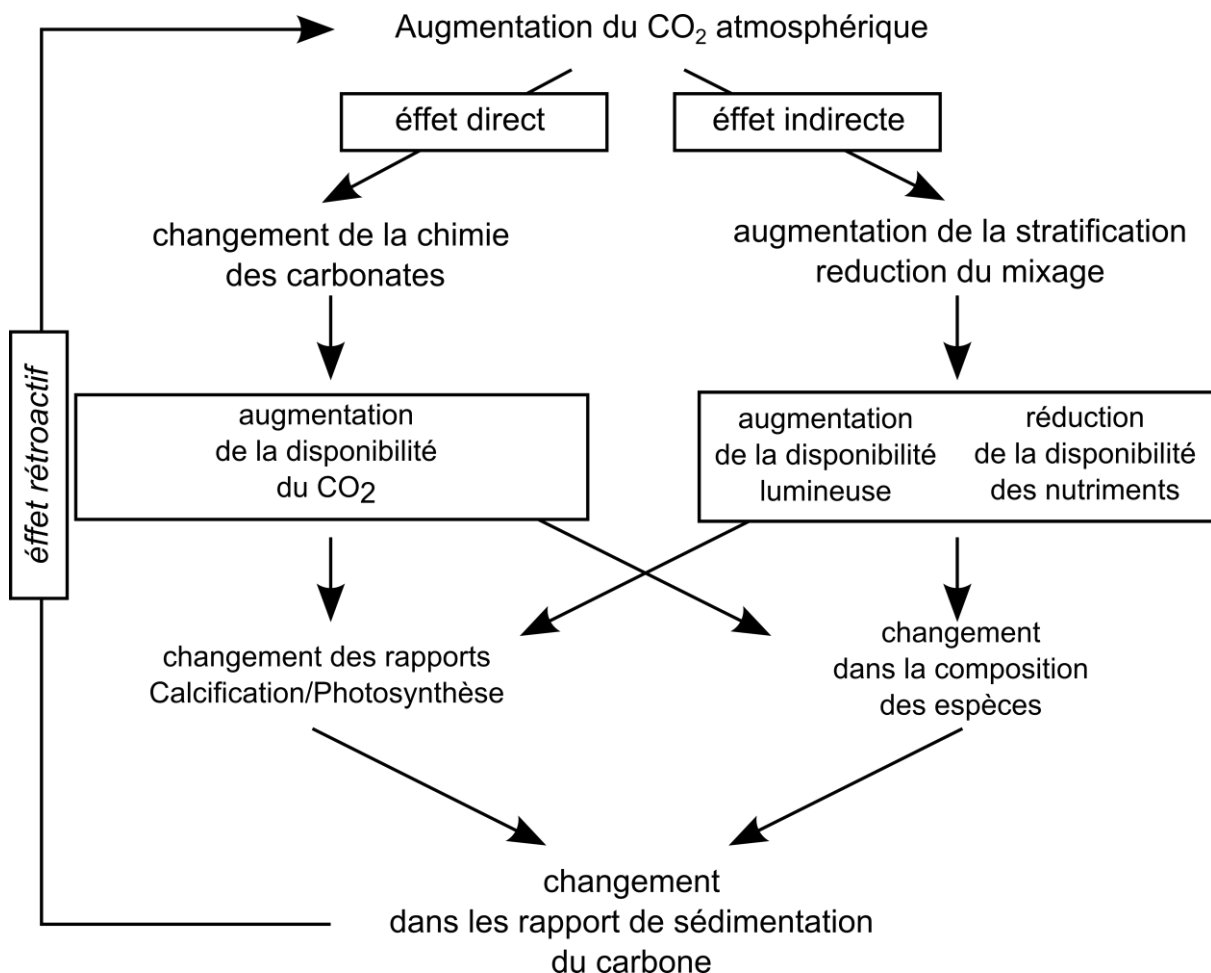 Augmentation du CO₂ atmosphérique
éffet direct
éffet indirecte
changement de la chimie
des carbonates
augmentation de la stratification
reduction du mixage
éffet rétroactif
augmentation
de la disponibilité
du CO2
augmentation
de la disponibilité
lumineuse
réduction
de la disponibilité
des nutriments
changement des rapports
Calcification/Photosynthèse
changement
dans la composition
des espèces
changement
dans les rapport de sédimentation
du carbone